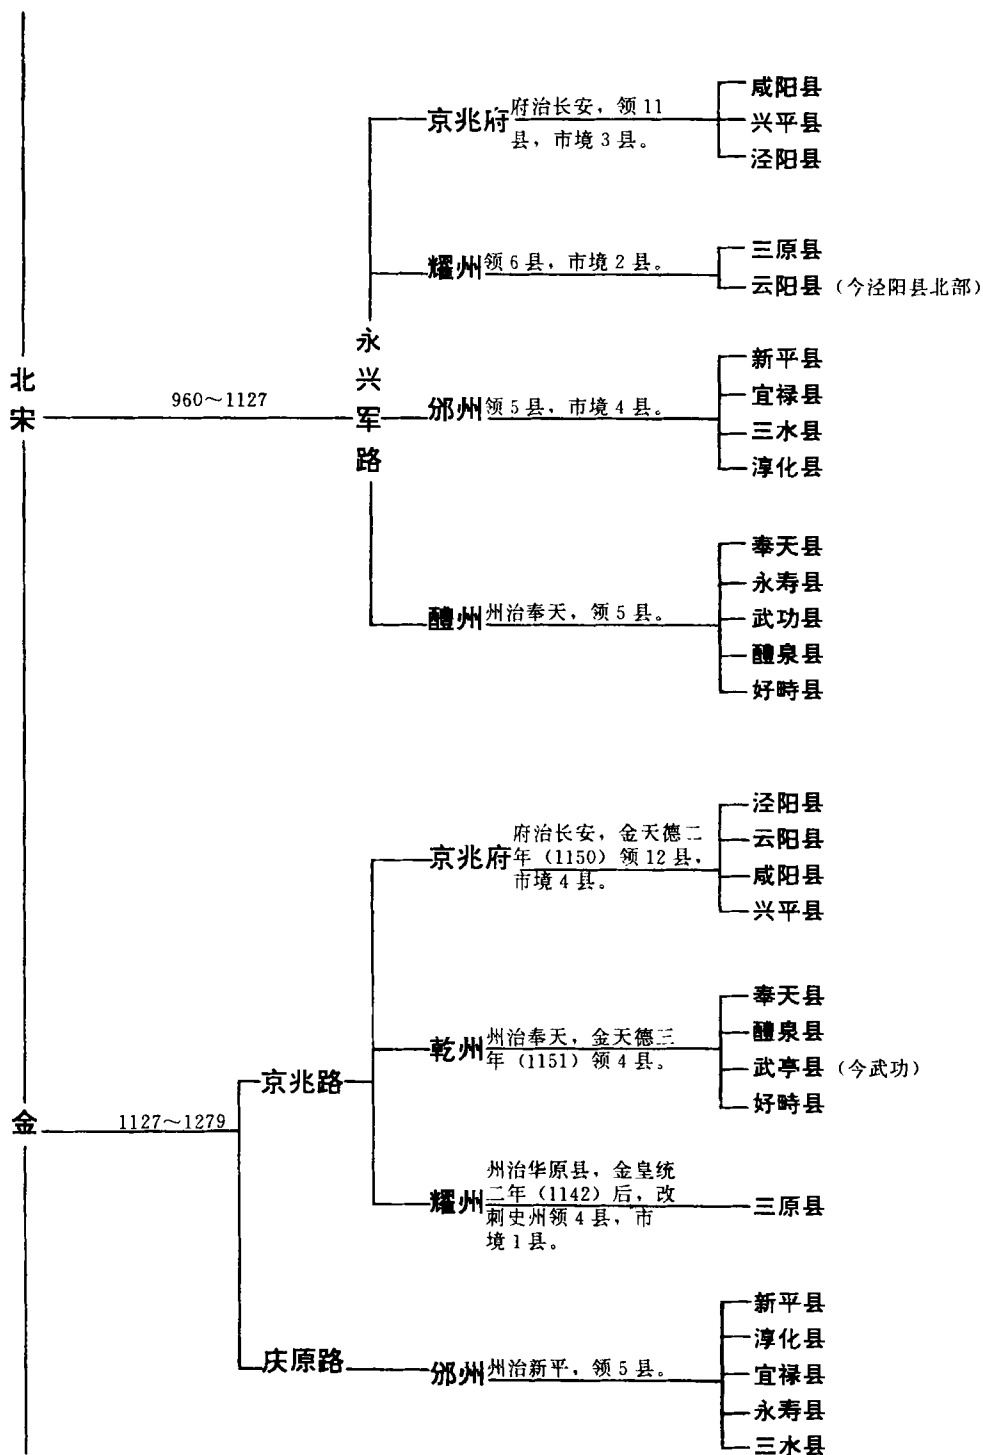 北宋
960～1127
永兴军路
京兆府
府治长安，领11
县，市境3县。
咸阳县
兴平县
泾阳县
耀州
领6县，市境2县。
三原县
云阳县（今泾阳县北部）
邠州
领5县，市境4县。
新平县
宜禄县
三水县
淳化县
醴州
州治奉天，领5县。
奉天县
永寿县
武功县
醴泉县
好畤县
金
1127～1279
京兆路
京兆府
府治长安，金天德二
年（1150）领12县，
市境4县。
泾阳县
云阳县
咸阳县
兴平县
乾州
州治奉天，金天德三
年（1151）领4县。
奉天县
醴泉县
武亭县（今武功）
好畤县
耀州
州治华原县，金皇统
二年（1142）后，改
刺史州领4县，市
境1县。
三原县
庆原路
邠州
州治新平，领5县。
新平县
淳化县
宜禄县
永寿县
三水县